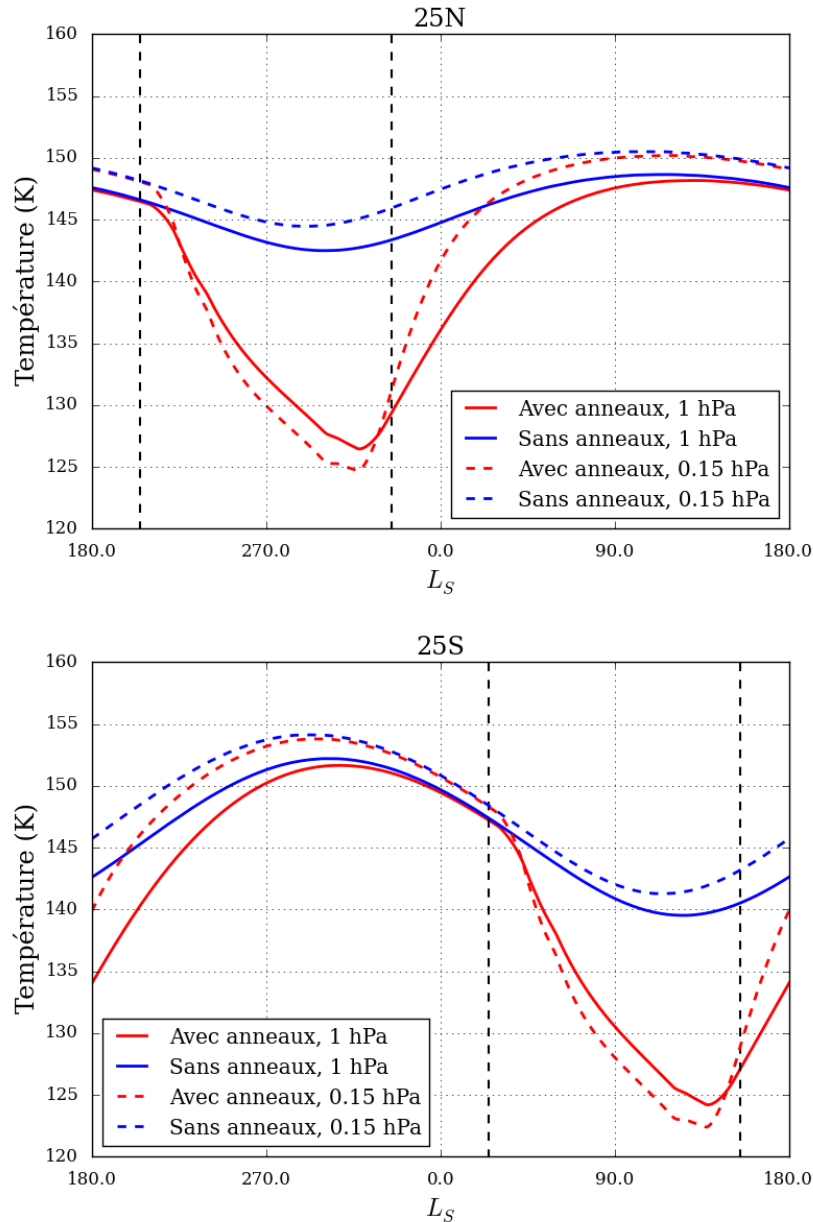 25N
160
155
150
145
140
135
130
125
120
Température (K)
Avec anneaux, 1 hPa
Sans anneaux, 1 hPa
Avec anneaux, 0.15 hPa
Sans anneaux, 0.15 hPa
180.0 270.0 0.0 90.0 180.0
L_S
25S
160
155
150
145
140
135
130
125
120
Température (K)
Avec anneaux, 1 hPa
Sans anneaux, 1 hPa
Avec anneaux, 0.15 hPa
Sans anneaux, 0.15 hPa
180.0 270.0 0.0 90.0 180.0
L_S